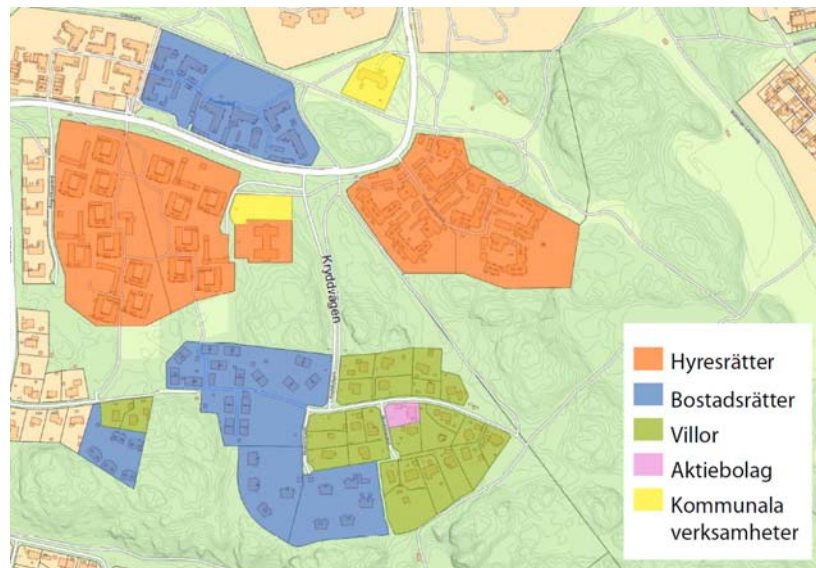 Kryddvägen
Hyresrätter
Bostadsrätter
Villor
Aktiebolag
Kommunala
verksamheter